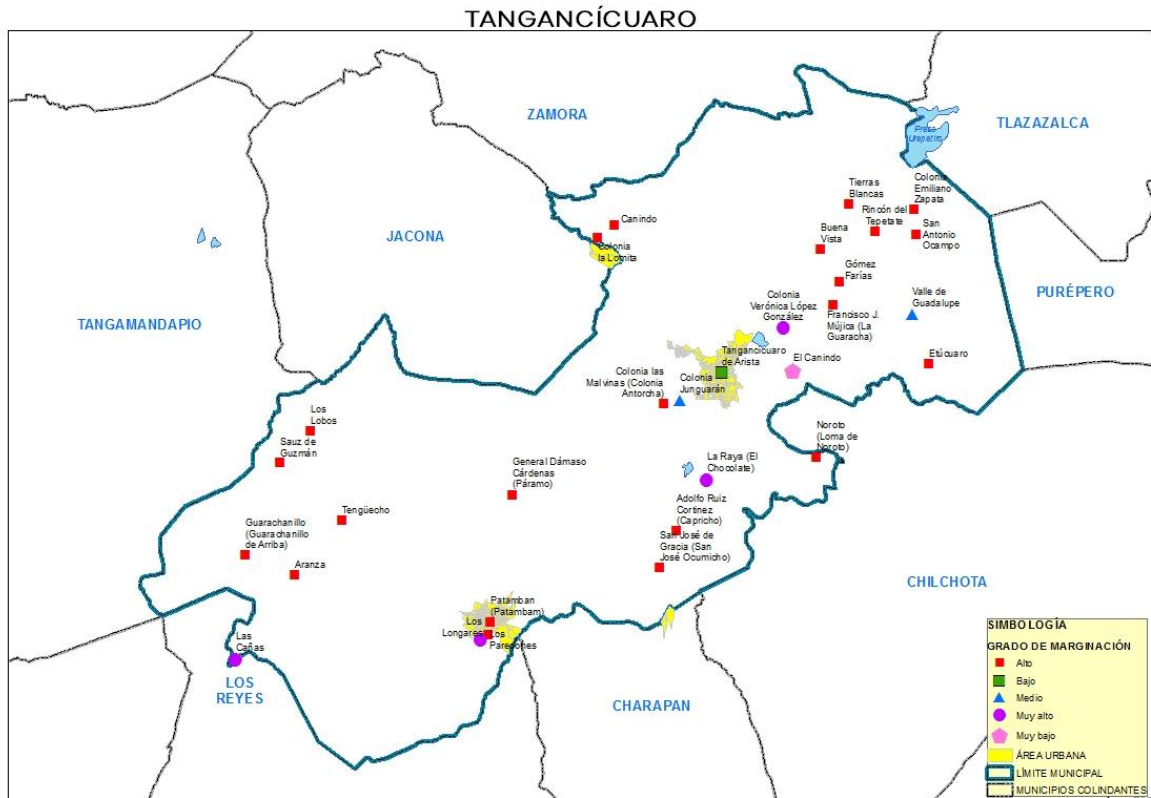 TANGANCÍCUARO
ZAMORA
TLAZAZALCA
Presa
Urepetiro
JACONA
TANGAMANDAPIO
PURÉPERO
Tierras
Blancas
Colonia
Emiliano
Zapata
Rincón del
Tepetate
San
Antonio
Ocampo
Canindo
Colonia
la Lomita
Buena
Vista
Gómez
Farías
Colonia
Verónica López
González
Francisco J.
Mújica (La
Guaracha)
Valle de
Guadalupe
Etúcuaro
Tangancícuaro
de Arista
El Canindo
Colonia las
Malvinas (Colonia
Antorcha)
Colonia
Junguarán
Los
Lobos
Sauz de
Guzmán
Noroto
(Loma de
Noroto)
La Raya (El
Chocolate)
General Dámaso
Cárdenas
(Páramo)
Adolfo Ruiz
Cortinez
(Capricho)
San José de
Gracia (San
José Ocumicho)
Tengüecho
Guarachanillo
(Guarachanillo
de Arriba)
Aranza
Patamban
(Patambam)
Los
Longares
Los
Paredones
Las
Cañas
LOS
REYES
CHARAPAN
CHILCHOTA
SIMBOLOGÍA
GRADO DE MARGINACIÓN
Alto
Bajo
Medio
Muy alto
Muy bajo
ÁREA URBANA
LÍMITE MUNICIPAL
MUNICIPIOS COLINDANTES